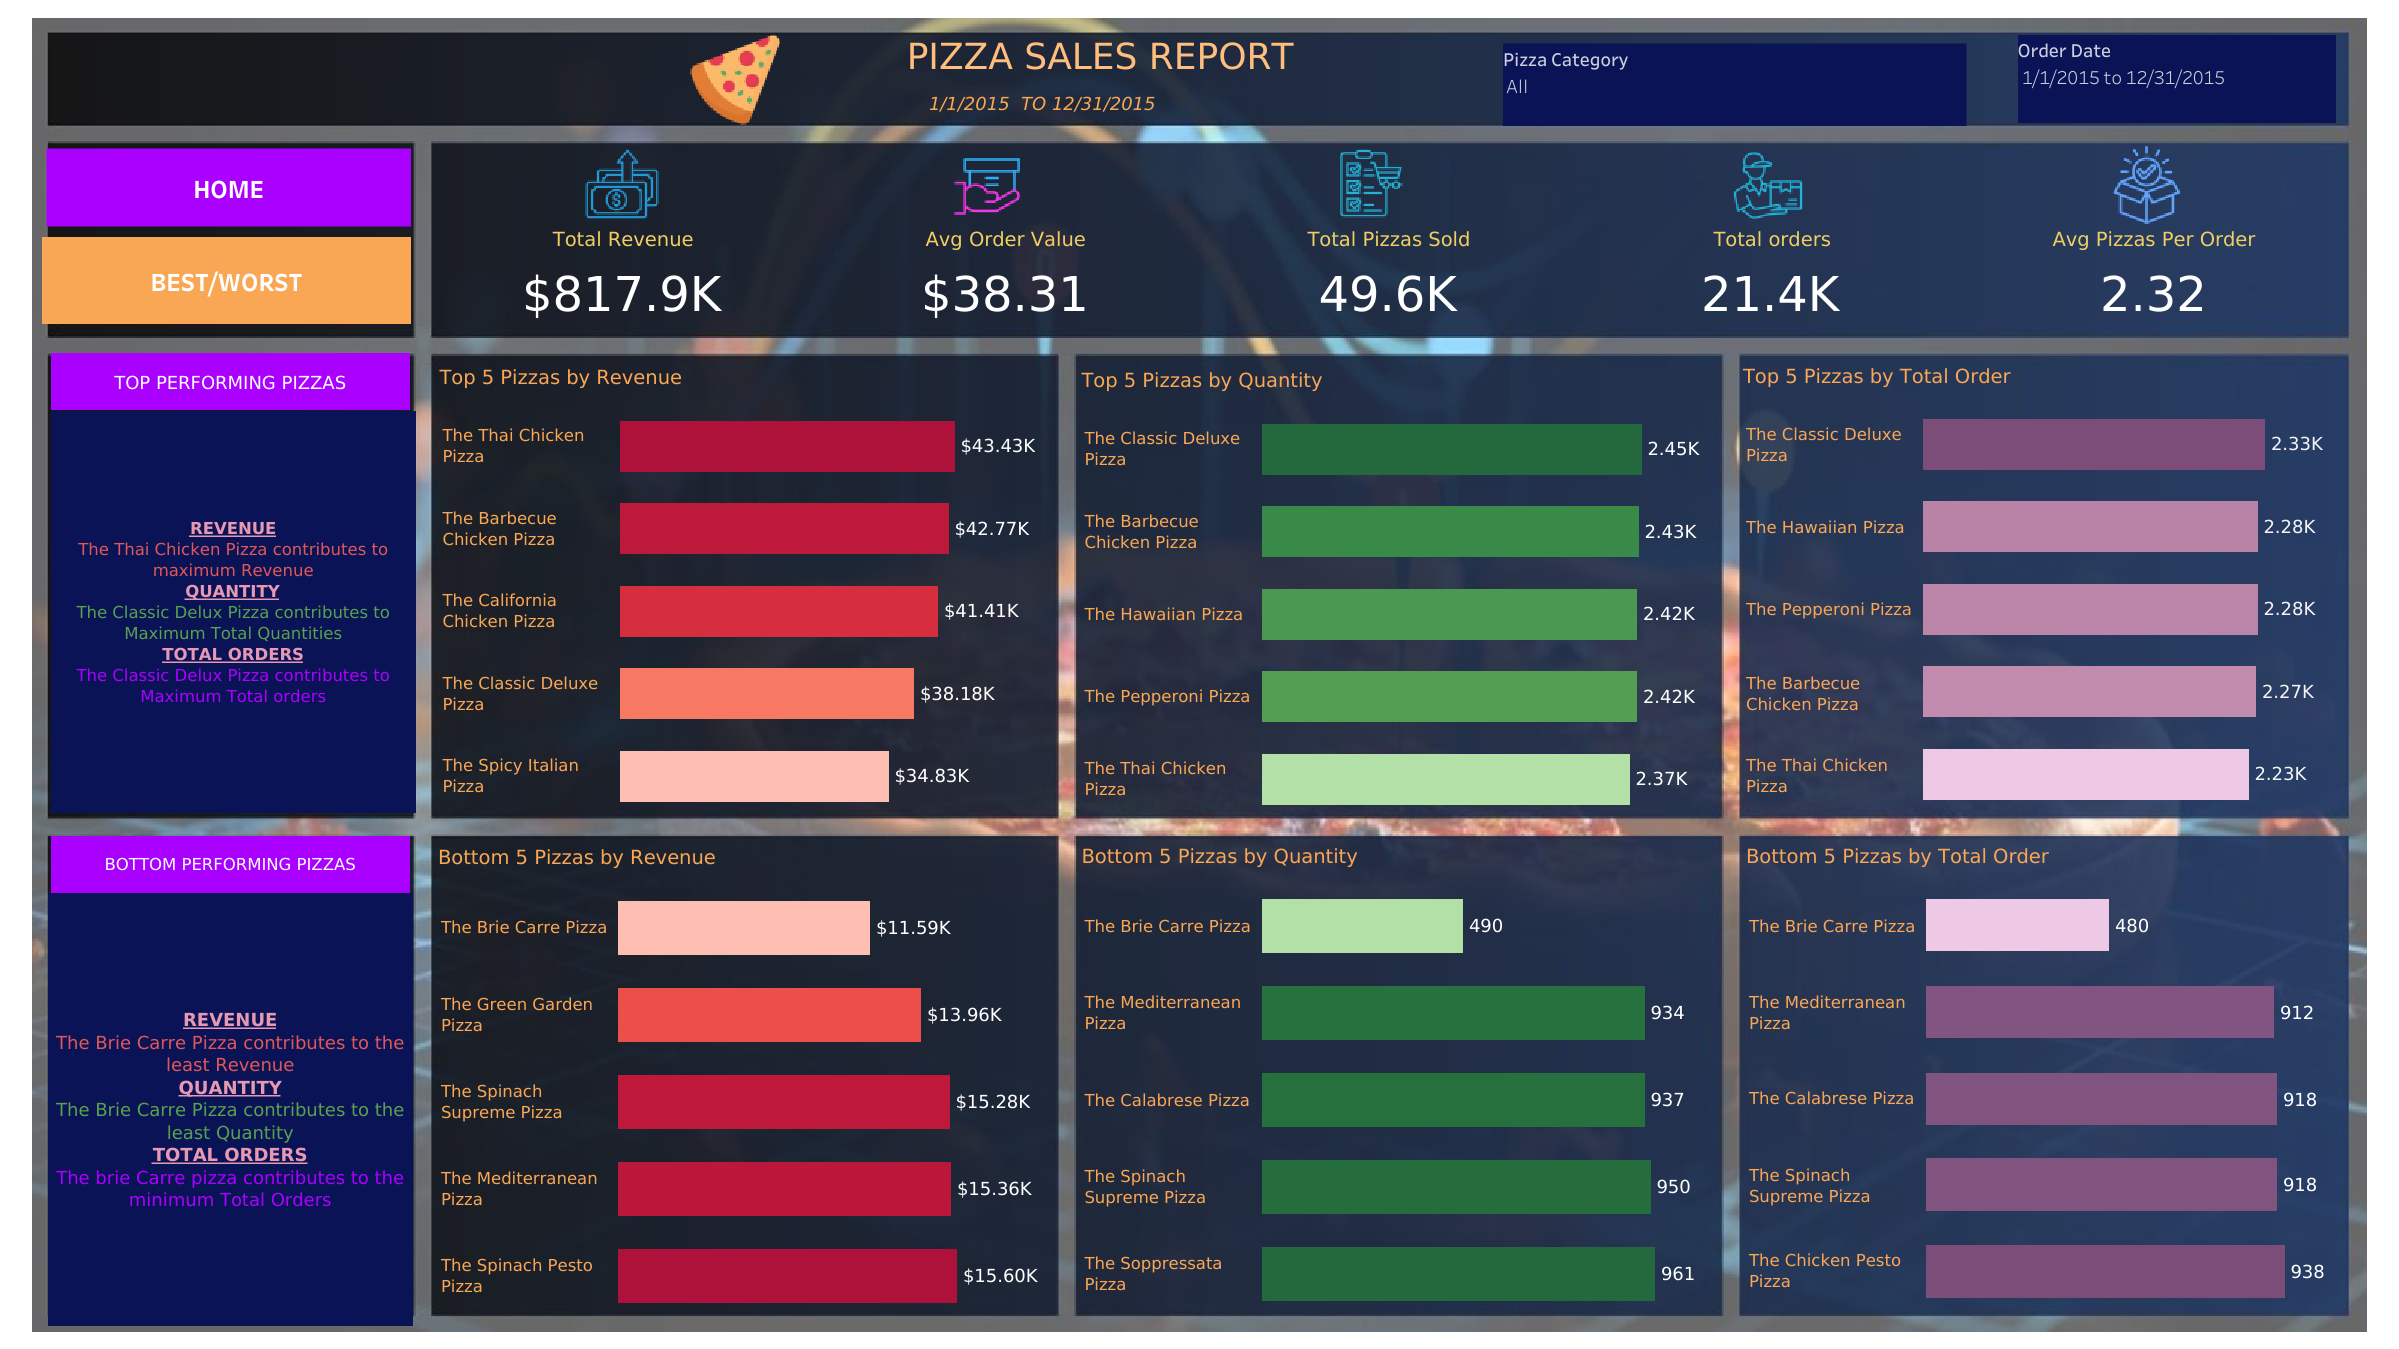 PIZZA SALES REPORT
1/1/2015 TO 12/31/2015
Pizza Category
All
Order Date
1/1/2015 to 12/31/2015
HOME
BEST/WORST
Total Revenue
$817.9K
Avg Order Value
$38.31
Total Pizzas Sold
49.6K
Total orders
21.4K
Avg Pizzas Per Order
2.32
TOP PERFORMING PIZZAS
REVENUE
The Thai Chicken Pizza contributes to
maximum Revenue
QUANTITY
The Classic Delux Pizza contributes to
Maximum Total Quantities
TOTAL ORDERS
The Classic Delux Pizza contributes to
Maximum Total orders
Top 5 Pizzas by Revenue
The Thai Chicken
Pizza
$43.43K
The Barbecue
Chicken Pizza
$42.77K
The California
Chicken Pizza
$41.41K
The Classic Deluxe
Pizza
$38.18K
The Spicy Italian
Pizza
$34.83K
Top 5 Pizzas by Quantity
The Classic Deluxe
Pizza
2.45K
The Barbecue
Chicken Pizza
2.43K
The Hawaiian Pizza
2.42K
The Pepperoni Pizza
2.42K
The Thai Chicken
Pizza
2.37K
Top 5 Pizzas by Total Order
The Classic Deluxe
Pizza
2.33K
The Hawaiian Pizza
2.28K
The Pepperoni Pizza
2.28K
The Barbecue
Chicken Pizza
2.27K
The Thai Chicken
Pizza
2.23K
BOTTOM PERFORMING PIZZAS
REVENUE
The Brie Carre Pizza contributes to the
least Revenue
QUANTITY
The Brie Carre Pizza contributes to the
least Quantity
TOTAL ORDERS
The brie Carre pizza contributes to the
minimum Total Orders
Bottom 5 Pizzas by Revenue
The Brie Carre Pizza
$11.59K
The Green Garden
Pizza
$13.96K
The Spinach
Supreme Pizza
$15.28K
The Mediterranean
Pizza
$15.36K
The Spinach Pesto
Pizza
$15.60K
Bottom 5 Pizzas by Quantity
The Brie Carre Pizza
490
The Mediterranean
Pizza
934
The Calabrese Pizza
937
The Spinach
Supreme Pizza
950
The Soppressata
Pizza
961
Bottom 5 Pizzas by Total Order
The Brie Carre Pizza
480
The Mediterranean
Pizza
912
The Calabrese Pizza
918
The Spinach
Supreme Pizza
918
The Chicken Pesto
Pizza
938